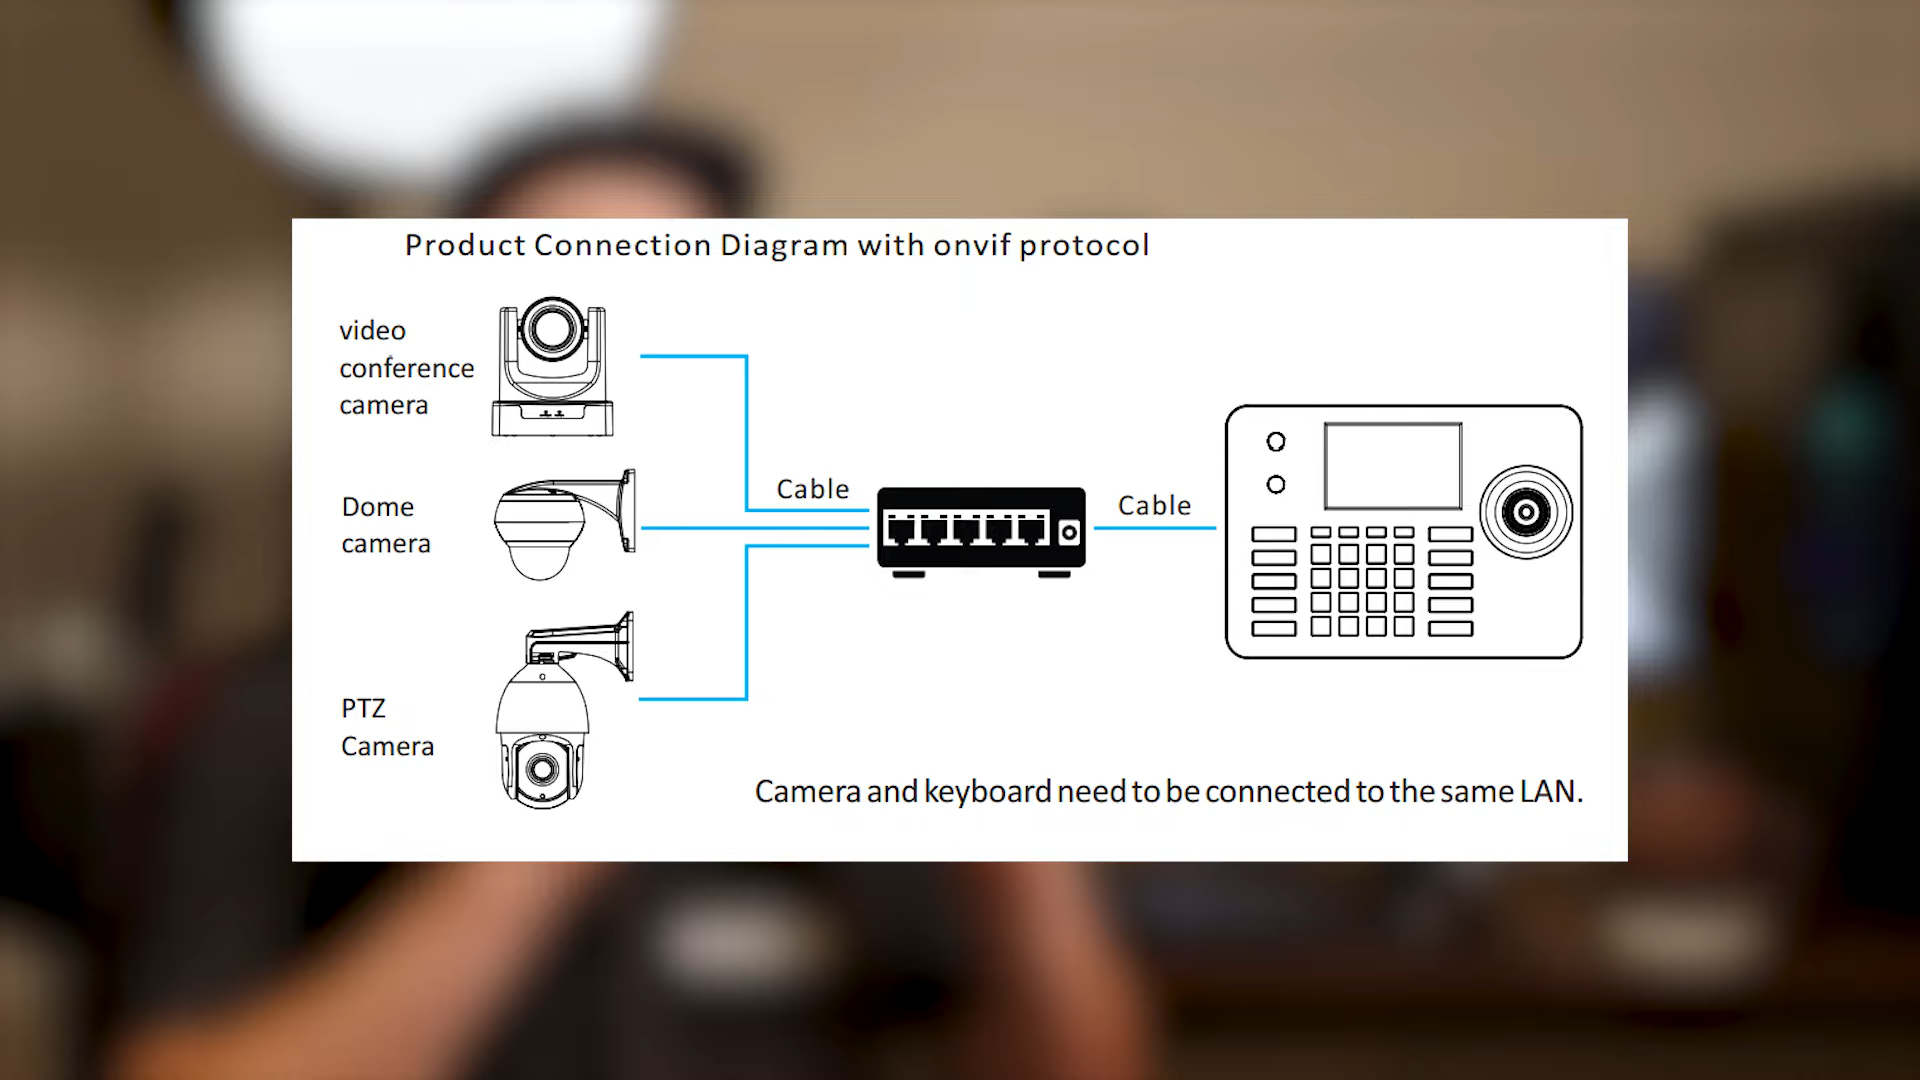 Product Connection Diagram with onvif protocol
video
conference
camera
Dome
camera
PTZ
Camera
Cable
Cable
Camera and keyboard need to be connected to the same LAN.